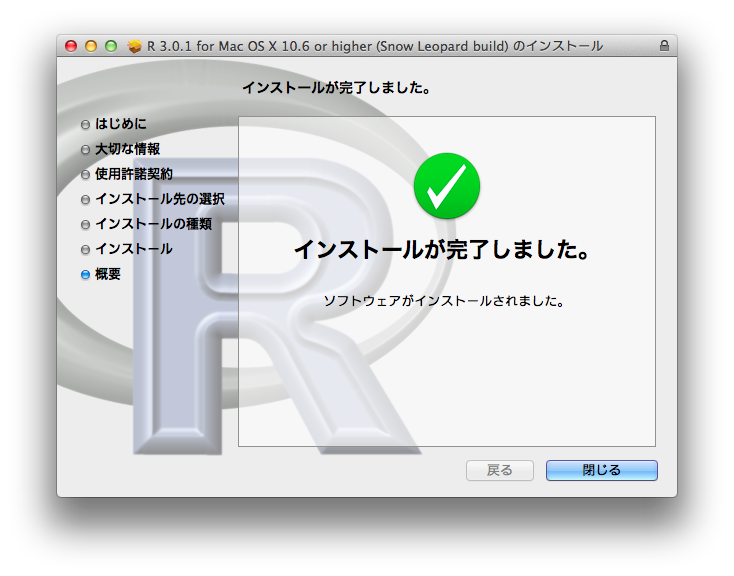 R 3.0.1 for Mac OS X 10.6 or higher (Snow Leopard build) のインストール
インストールが完了しました。
はじめに
大切な情報
使用許諾契約
インストール先の選択
インストールの種類
インストール
概要
インストールが完了しました。
ソフトウェアがインストールされました。
戻る
閉じる
R